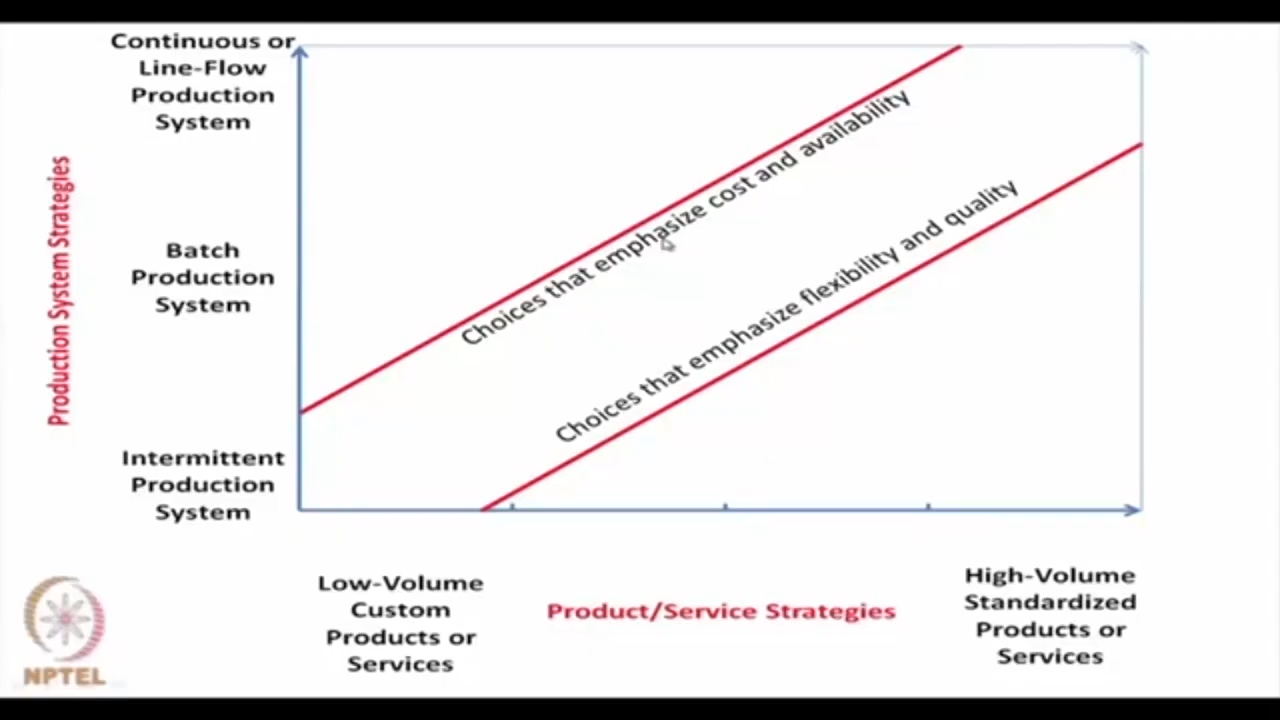 Continuous or
Line-Flow
Production
System
Production System Strategies
Batch
Production
System
Intermittent
Production
System
Choices that emphasize cost and availability
Choices that emphasize flexibility and quality
Low-Volume
Custom
Products or
Services
Product/Service Strategies
High-Volume
Standardized
Products or
Services
NPTEL